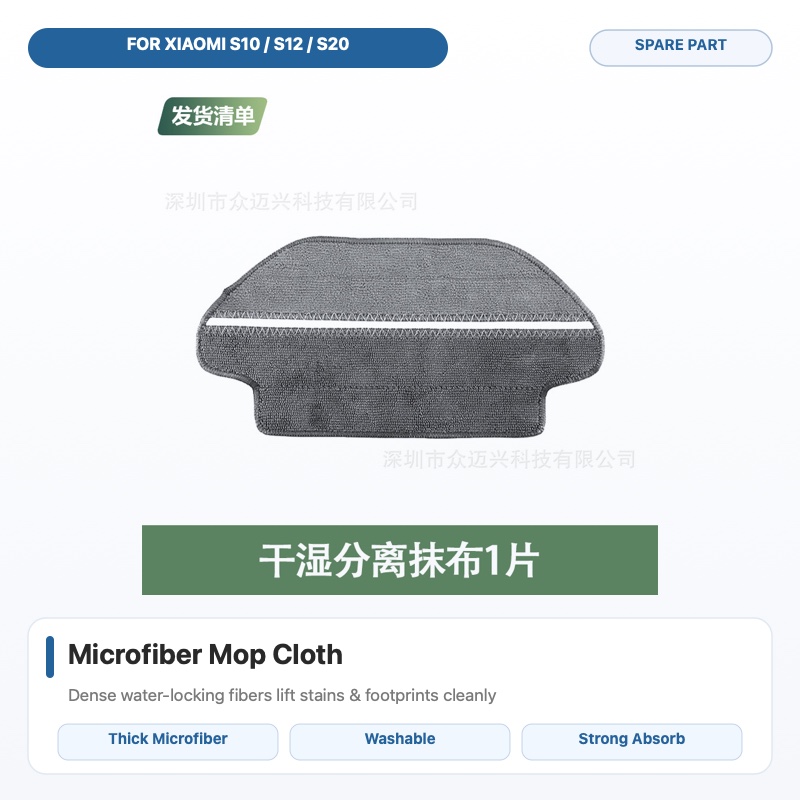 FOR XIAOMI S10 / S12 / S20
SPARE PART
发货清单
深圳市众迈兴科技有限公司
深圳市众迈兴科技有限公司
干湿分离抹布1片
Microfiber Mop Cloth
Dense water-locking fibers lift stains & footprints cleanly
Thick Microfiber
Washable
Strong Absorb